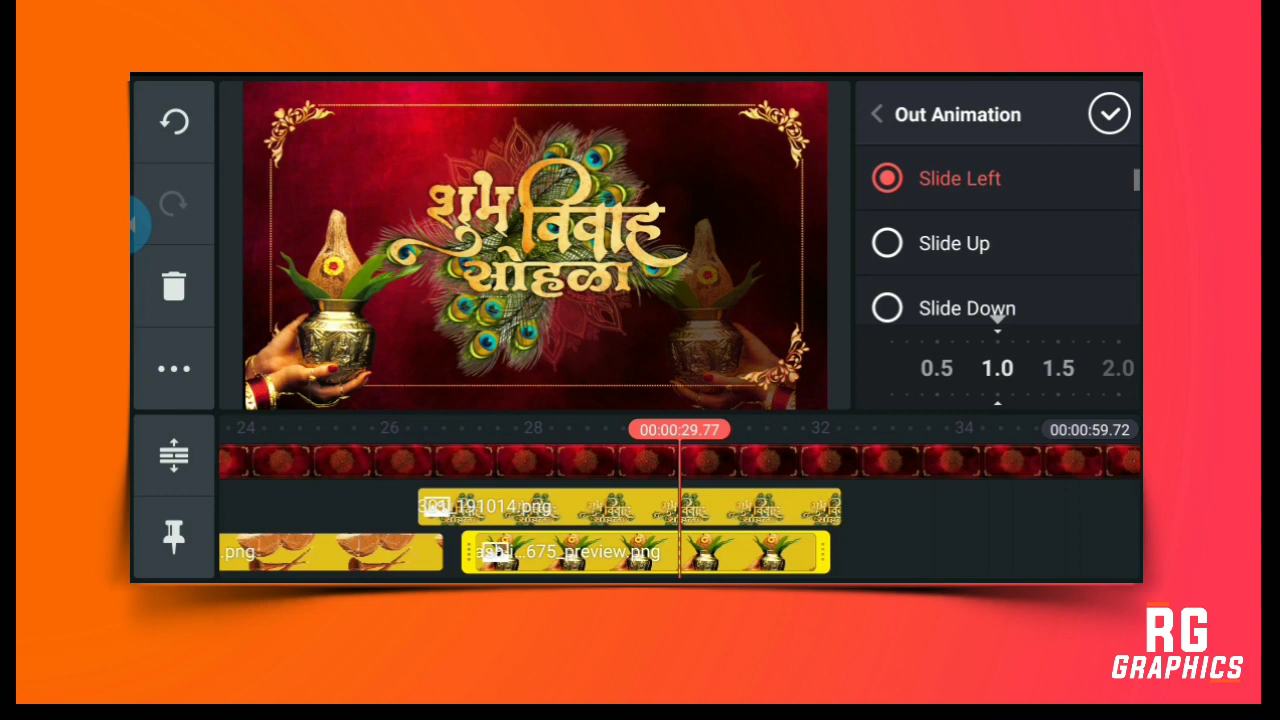 Out Animation
Slide Left
Slide Up
Slide Down
0.5 1.0 1.5 2.0
शुभ विवाह
सोहळा
24 26 28 00:00:29.77 32 34 00:00:59.72
191014.png
.png
675_preview.png
RG
GRAPHICS